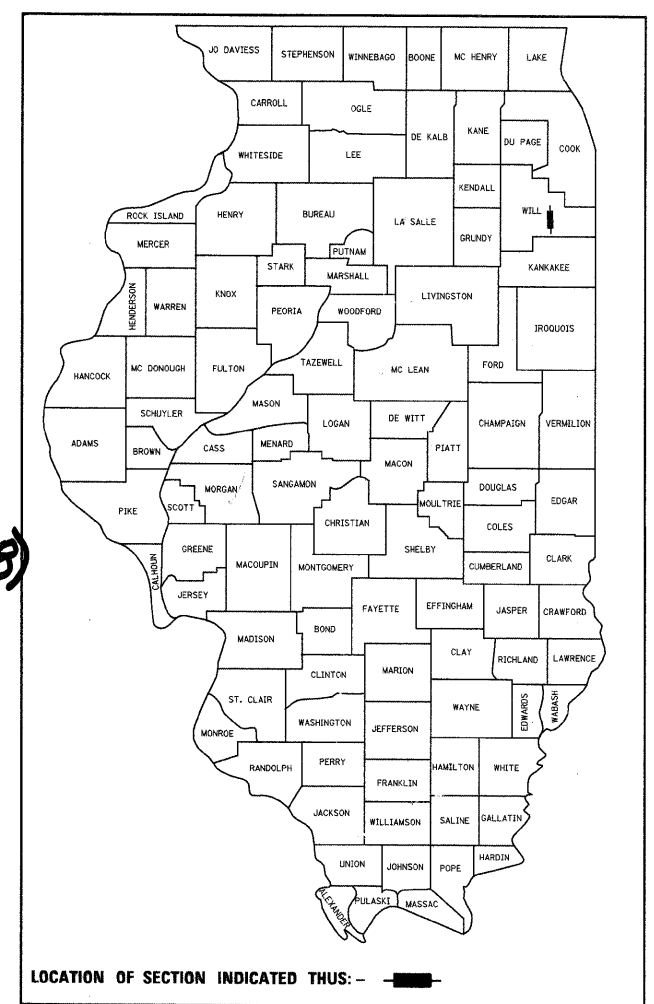 JO DAVIESS STEPHENSON WINNEBAGO BOONE MC HENRY LAKE
CARROLL OGLE DE KALB KANE DU PAGE COOK
WHITESIDE LEE
KENDALL WILL
ROCK ISLAND HENRY BUREAU LA SALLE GRUNDY
MERCER PUTNAM
STARK MARSHALL KANKAKEE
HENDERSON WARREN KNOX PEORIA WOODFORD LIVINGSTON IROQUOIS
HANCOCK MC DONOUGH FULTON TAZEWELL MC LEAN FORD
MASON
SCHUYLER LOGAN DE WITT CHAMPAIGN VERMILION
ADAMS BROWN CASS MENARD PIATT
MACON
MORGAN SANGAMON DOUGLAS EDGAR
PIKE SCOTT MOULTRIE
CHRISTIAN COLES
GREENE MACOUPIN MONTGOMERY SHELBY CLARK
CALHOUN CUMBERLAND
JERSEY FAYETTE EFFINGHAM JASPER CRAWFORD
MADISON BOND
CLAY RICHLAND LAWRENCE
CLINTON MARION
ST. CLAIR WAYNE EDWARDS WABASH
WASHINGTON JEFFERSON
MONROE
RANDOLPH PERRY HAMILTON WHITE
FRANKLIN
JACKSON WILLIAMSON SALINE GALLATIN
UNION JOHNSON POPE HARDIN
ALEXANDER PULASKI MASSAC
LOCATION OF SECTION INDICATED THUS: -